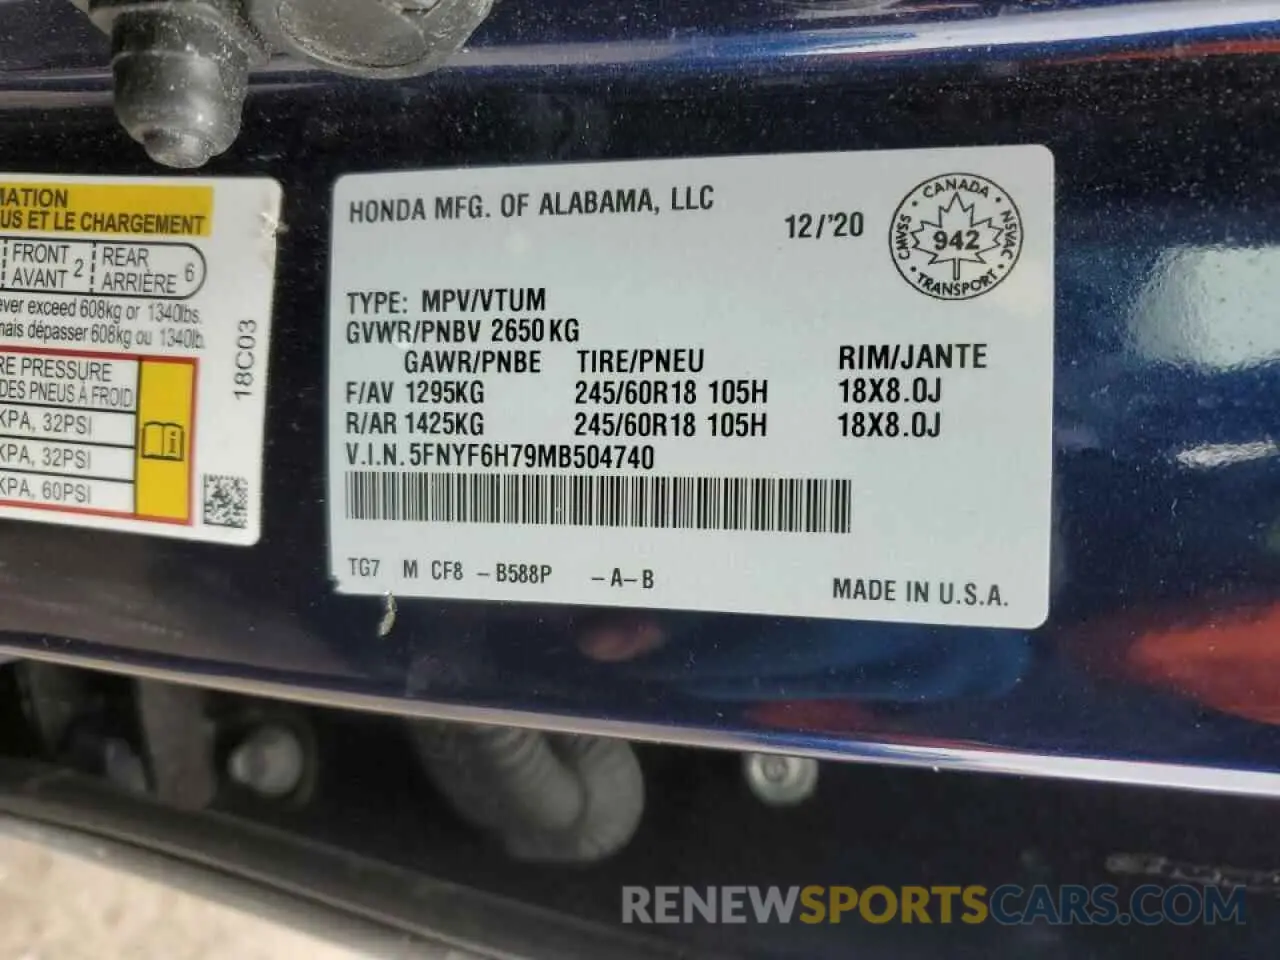 MATION
US ET LE CHARGEMENT
FRONT
AVANT 2
REAR
ARRIÈRE 6
ever exceed 608kg or 1340lbs.
mais dépasser 608kg ou 1340lb.
RE PRESSURE
DES PNEUS À FROID
KPA, 32PSI
KPA, 32PSI
KPA, 60PSI
18C03
HONDA MFG. OF ALABAMA, LLC
12/'20
CANADA
CMVSS
NSVAC
942
TRANSPORT
TYPE: MPV/VTUM
GVWR/PNBV 2650KG
GAWR/PNBE TIRE/PNEU RIM/JANTE
F/AV 1295KG 245/60R18 105H 18X8.0J
R/AR 1425KG 245/60R18 105H 18X8.0J
V.I.N. 5FNYF6H79MB504740
TG7 M CF8 -B588P -A-B
MADE IN U.S.A.
RENEWSPORTSCARS.COM